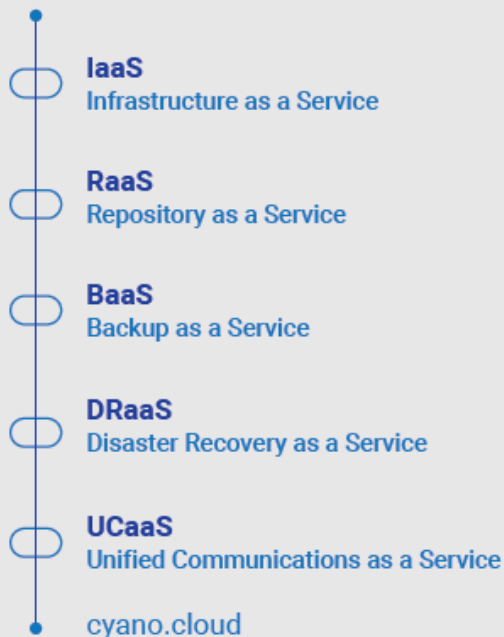 IaaS
Infrastructure as a Service
RaaS
Repository as a Service
BaaS
Backup as a Service
DRaaS
Disaster Recovery as a Service
UCaaS
Unified Communications as a Service
cyano.cloud